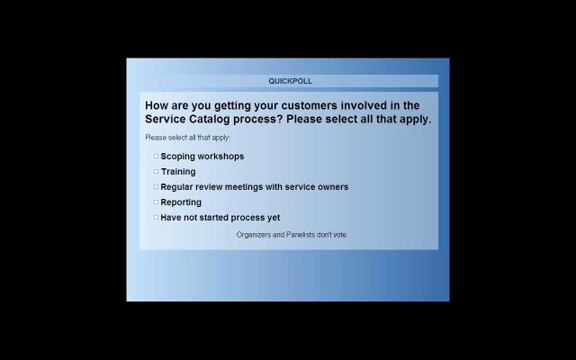 QUICKPOLL
How are you getting your customers involved in the
Service Catalog process? Please select all that apply.
Please select all that apply:
Scoping workshops
Training
Regular review meetings with service owners
Reporting
Have not started process yet
Organizers and Panelists don't vote.